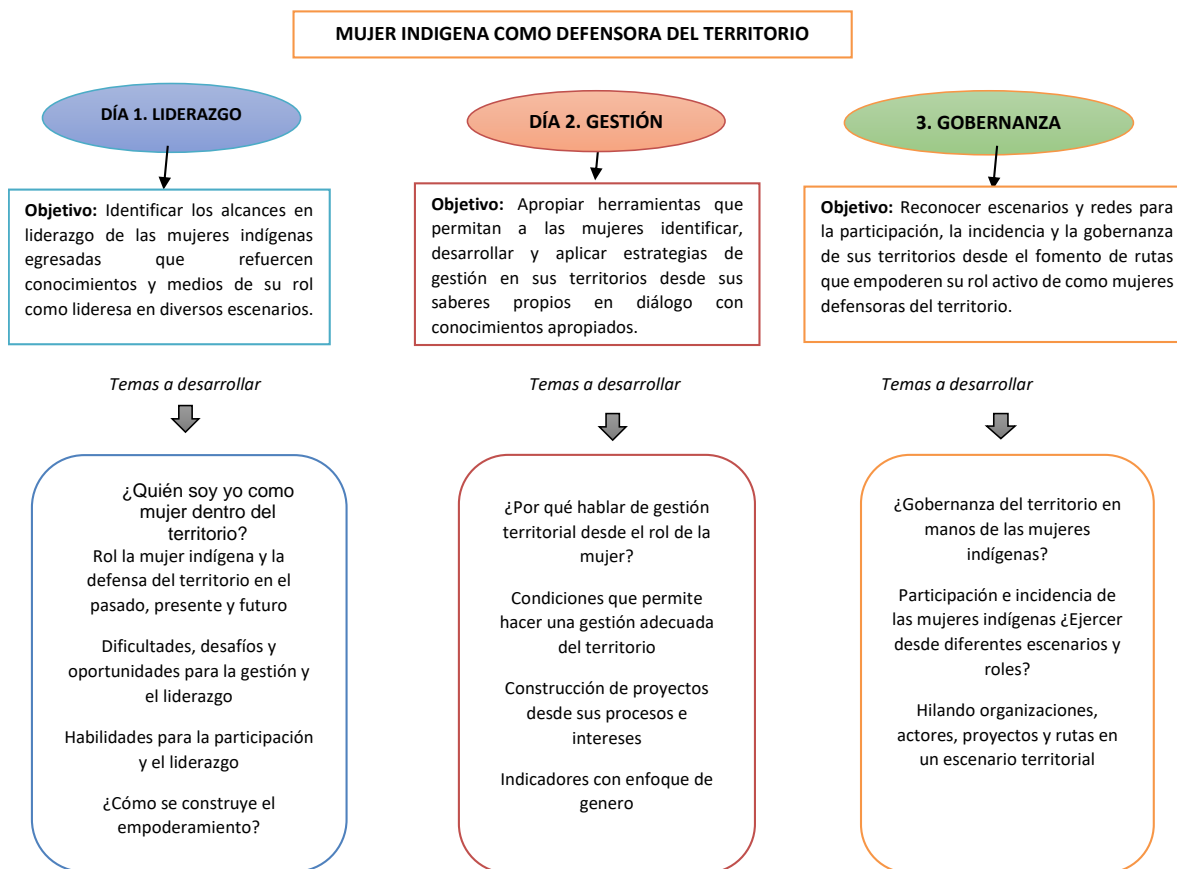 MUJER INDIGENA COMO DEFENSORA DEL TERRITORIO
DÍA 1. LIDERAZGO
Objetivo: Identificar los alcances en
liderazgo de las mujeres indígenas
egresadas que refuercen
conocimientos y medios de su rol
como lideresa en diversos escenarios.
Temas a desarrollar
¿Quién soy yo como
mujer dentro del
territorio?
Rol la mujer indígena y la
defensa del territorio en el
pasado, presente y futuro
Dificultades, desafíos y
oportunidades para la gestión y
el liderazgo
Habilidades para la participación
y el liderazgo
¿Cómo se construye el
empoderamiento?
DÍA 2. GESTIÓN
Objetivo: Apropiar herramientas que
permitan a las mujeres identificar,
desarrollar y aplicar estrategias de
gestión en sus territorios desde sus
saberes propios en diálogo con
conocimientos apropiados.
Temas a desarrollar
¿Por qué hablar de gestión
territorial desde el rol de la
mujer?
Condiciones que permite
hacer una gestión adecuada
del territorio
Construcción de proyectos
desde sus procesos e
intereses
Indicadores con enfoque de
genero
3. GOBERNANZA
Objetivo: Reconocer escenarios y redes para
la participación, la incidencia y la gobernanza
de sus territorios desde el fomento de rutas
que empoderen su rol activo de como mujeres
defensoras del territorio.
Temas a desarrollar
¿Gobernanza del territorio en
manos de las mujeres
indígenas?
Participación e incidencia de
las mujeres indígenas ¿Ejercer
desde diferentes escenarios y
roles?
Hilando organizaciones,
actores, proyectos y rutas en
un escenario territorial